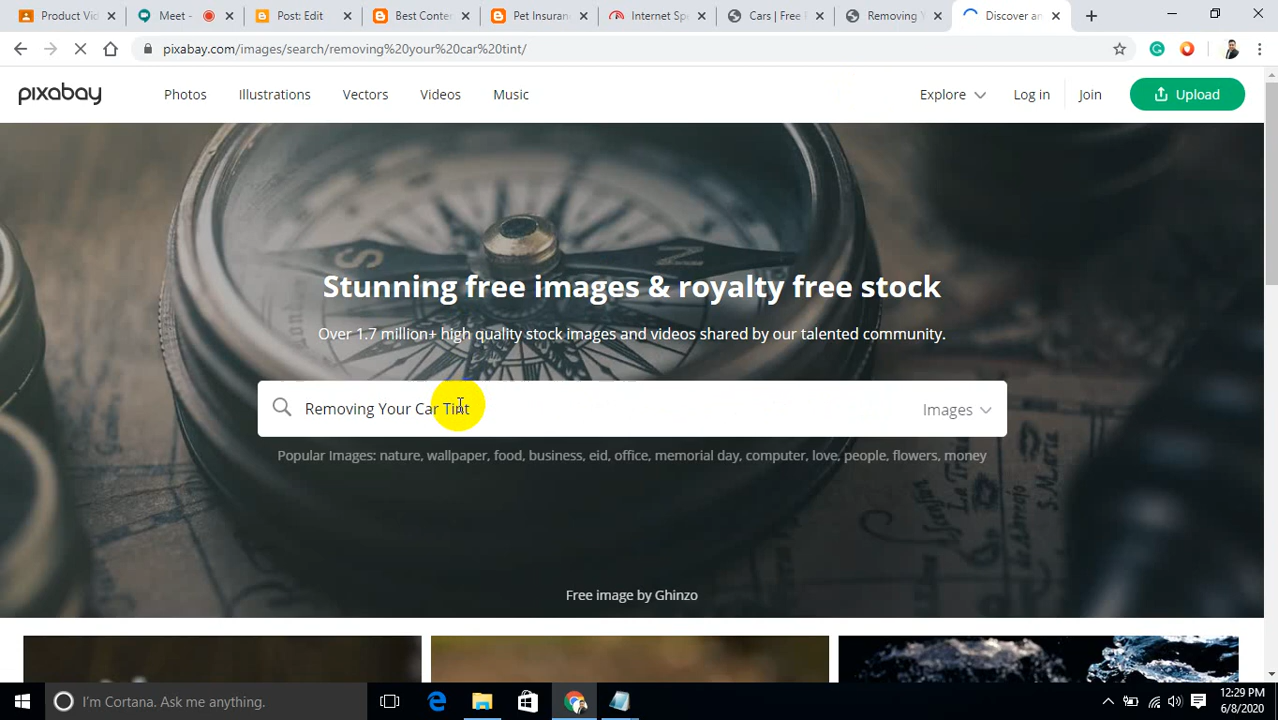 Product Vid
Meet -
Post: Edit
Best Conte
Pet Insuran
Internet Sp
Cars | Free
Removing Y
Discover an
pixabay.com/images/search/removing%20your%20car%20tint/
pixabay
Photos
Illustrations
Vectors
Videos
Music
Explore
Log in
Join
Upload
S
N
Stunning free images & royalty free stock
Over 1.7 million+ high quality stock images and videos shared by our talented community.
Removing Your Car Tint
Images
Popular Images: nature, wallpaper, food, business, eid, office, memorial day, computer, love, people, flowers, money
Free image by Ghinzo
I'm Cortana. Ask me anything.
12:29 PM
6/8/2020